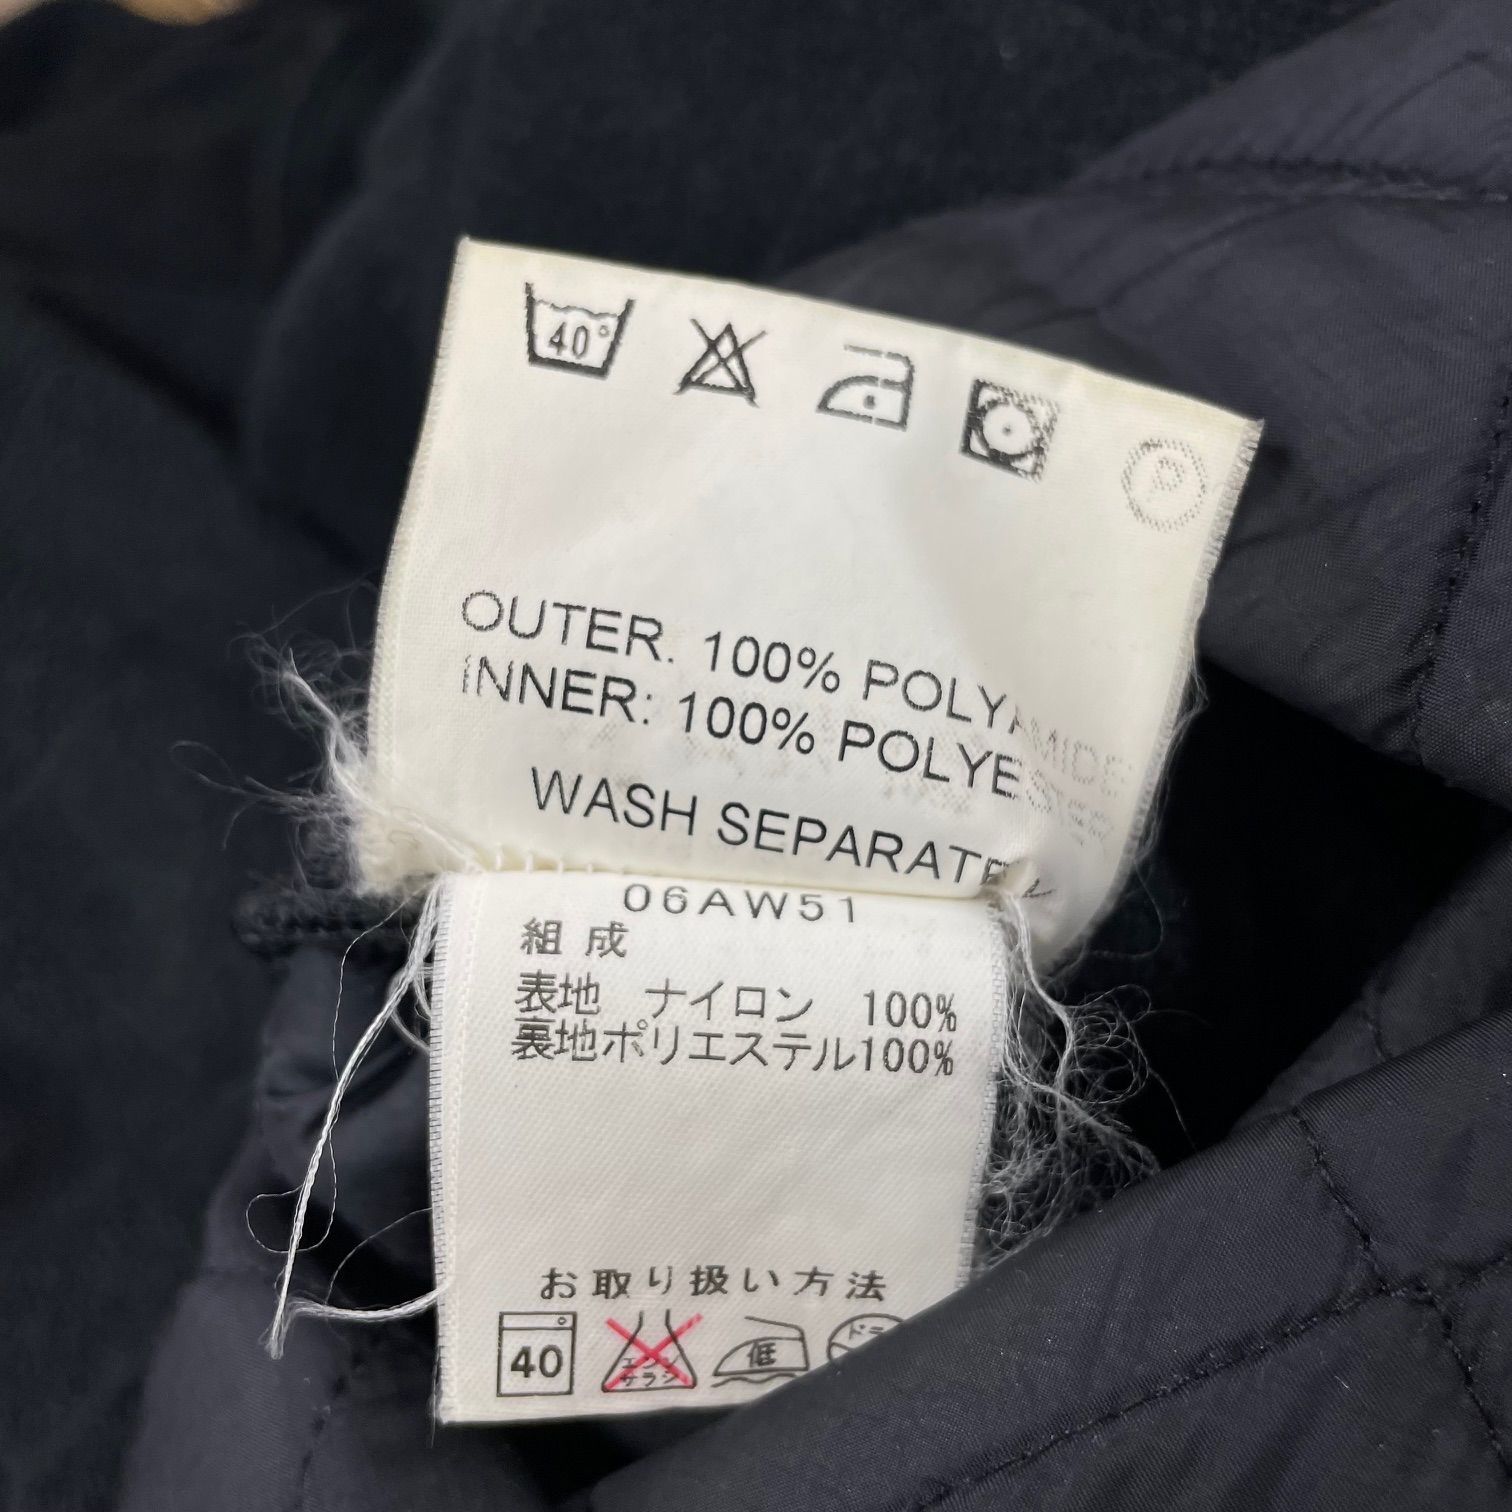 40°
P
OUTER: 100% POLYAMIDE
INNER: 100% POLYESTER
WASH SEPARATELY
06AW51
組成
表地 ナイロン 100%
裏地ポリエステル100%
お取り扱い方法
40 エンソ サラシ 低 ドラ